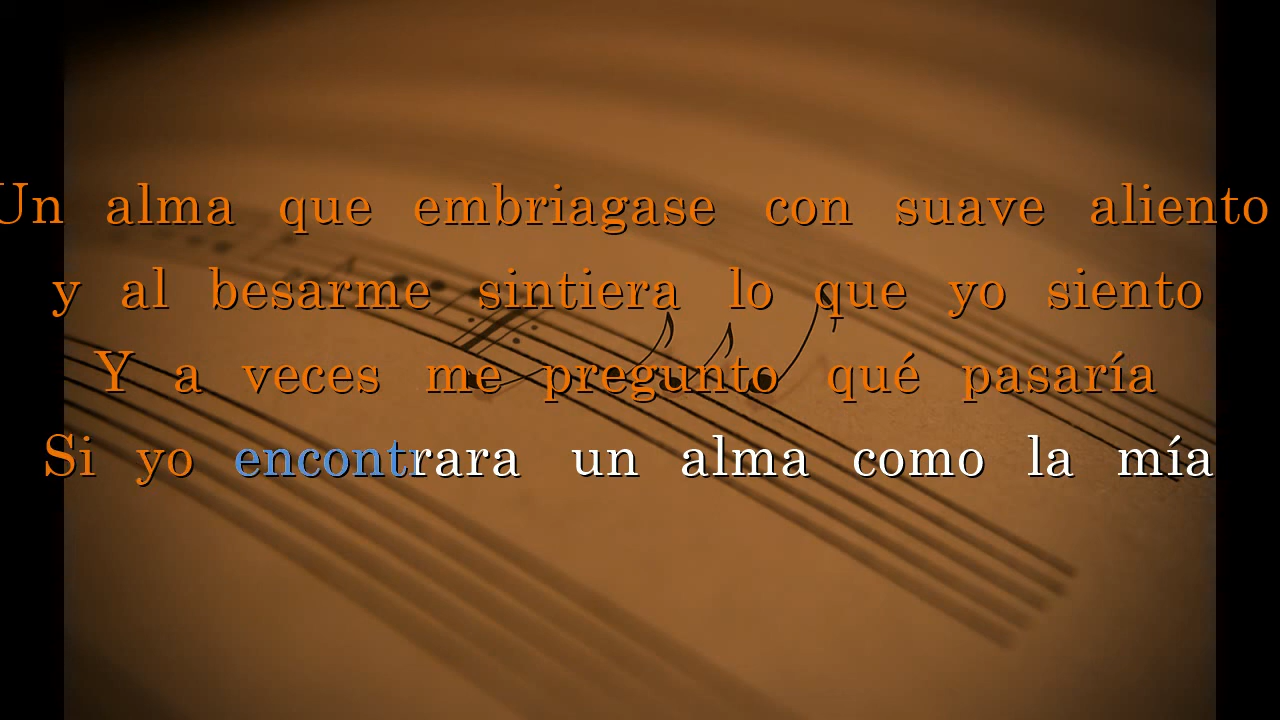 Un alma que embriagase con suave aliento
y al besarme sintiera lo que yo siento
Y a veces me pregunto qué pasaría
Si yo encontrara un alma como la mía